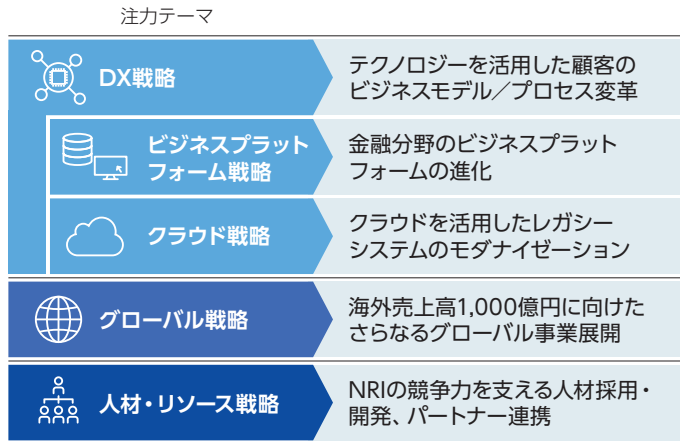 注力テーマ
DX戦略
テクノロジーを活用した顧客の
ビジネスモデル／プロセス変革
ビジネスプラット
フォーム戦略
金融分野のビジネスプラット
フォームの進化
クラウド戦略
クラウドを活用したレガシー
システムのモダナイゼーション
グローバル戦略
海外売上高1,000億円に向けた
さらなるグローバル事業展開
人材・リソース戦略
NRIの競争力を支える人材採用・
開発、パートナー連携